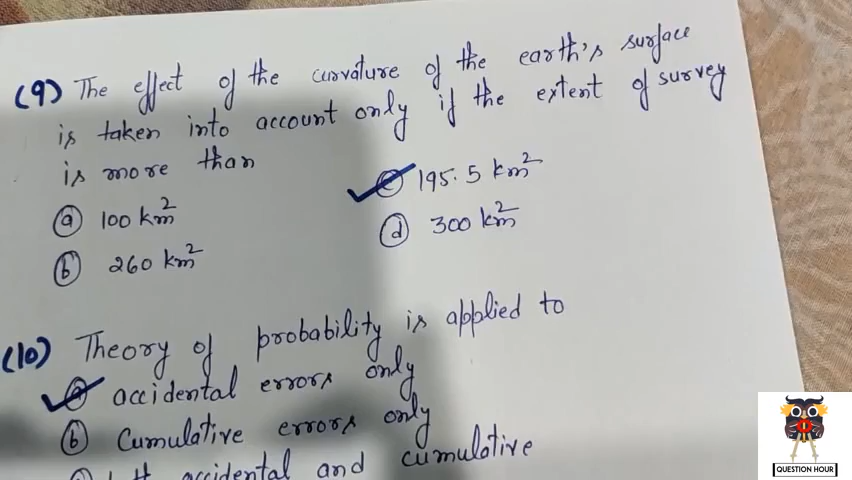 (9) The effect of the curvature of the earth's surface
is taken into account only if the extent of survey
is more than
(a) 100 km²
(c) 195.5 km²
(b) 260 km²
(d) 300 km²
(10) Theory of probability is applied to
(a) accidental errors only
(b) Cumulative errors only
accidental and cumulative
QUESTION HOUR